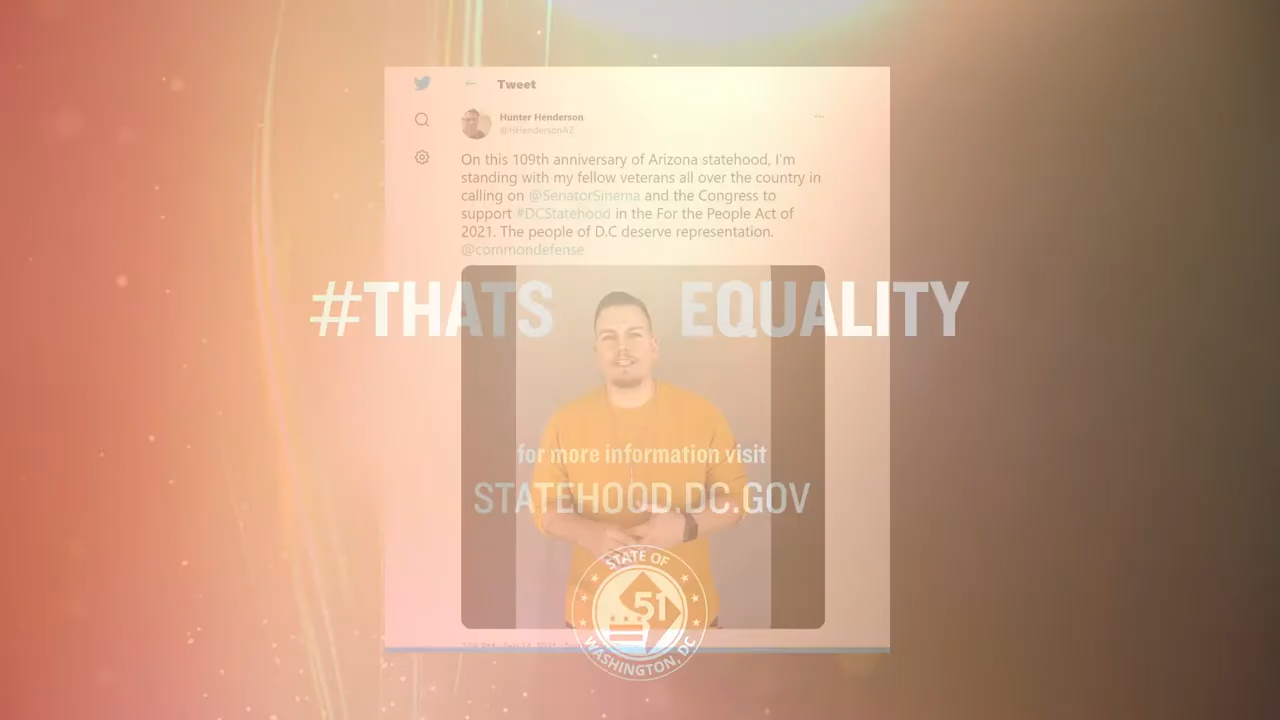 Tweet
Hunter Henderson
@HHendersonAZ
On this 109th anniversary of Arizona statehood, I'm
standing with my fellow veterans all over the country in
calling on @SenatorSinema and the Congress to
support #DCStatehood in the For the People Act of
2021. The people of D.C deserve representation.
@commondefense
#THATS EQUALITY
for more information visit
STATEHOOD.DC.GOV
STATE OF
51
WASHINGTON, DC